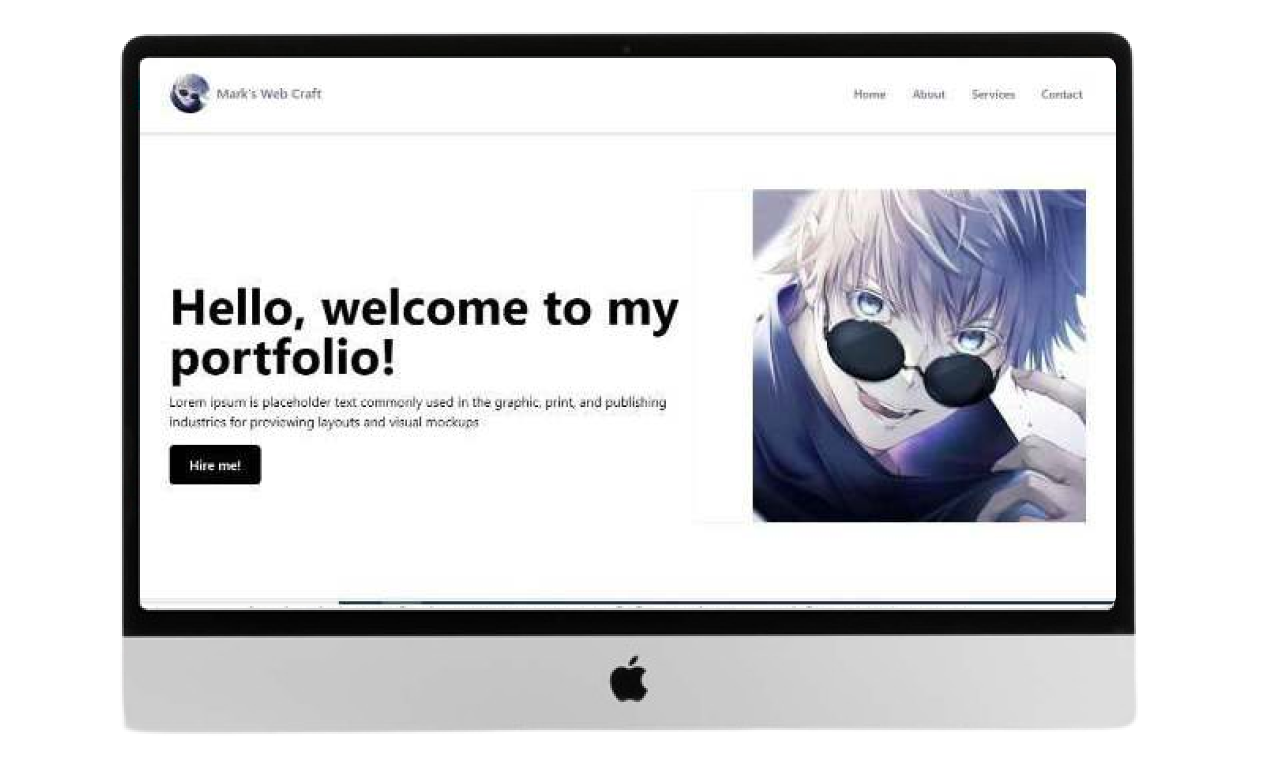 Mark's Web Craft
Home About Services Contact
Hello, welcome to my
portfolio!
Lorem ipsum is placeholder text commonly used in the graphic, print, and publishing
industries for previewing layouts and visual mockups
Hire me!